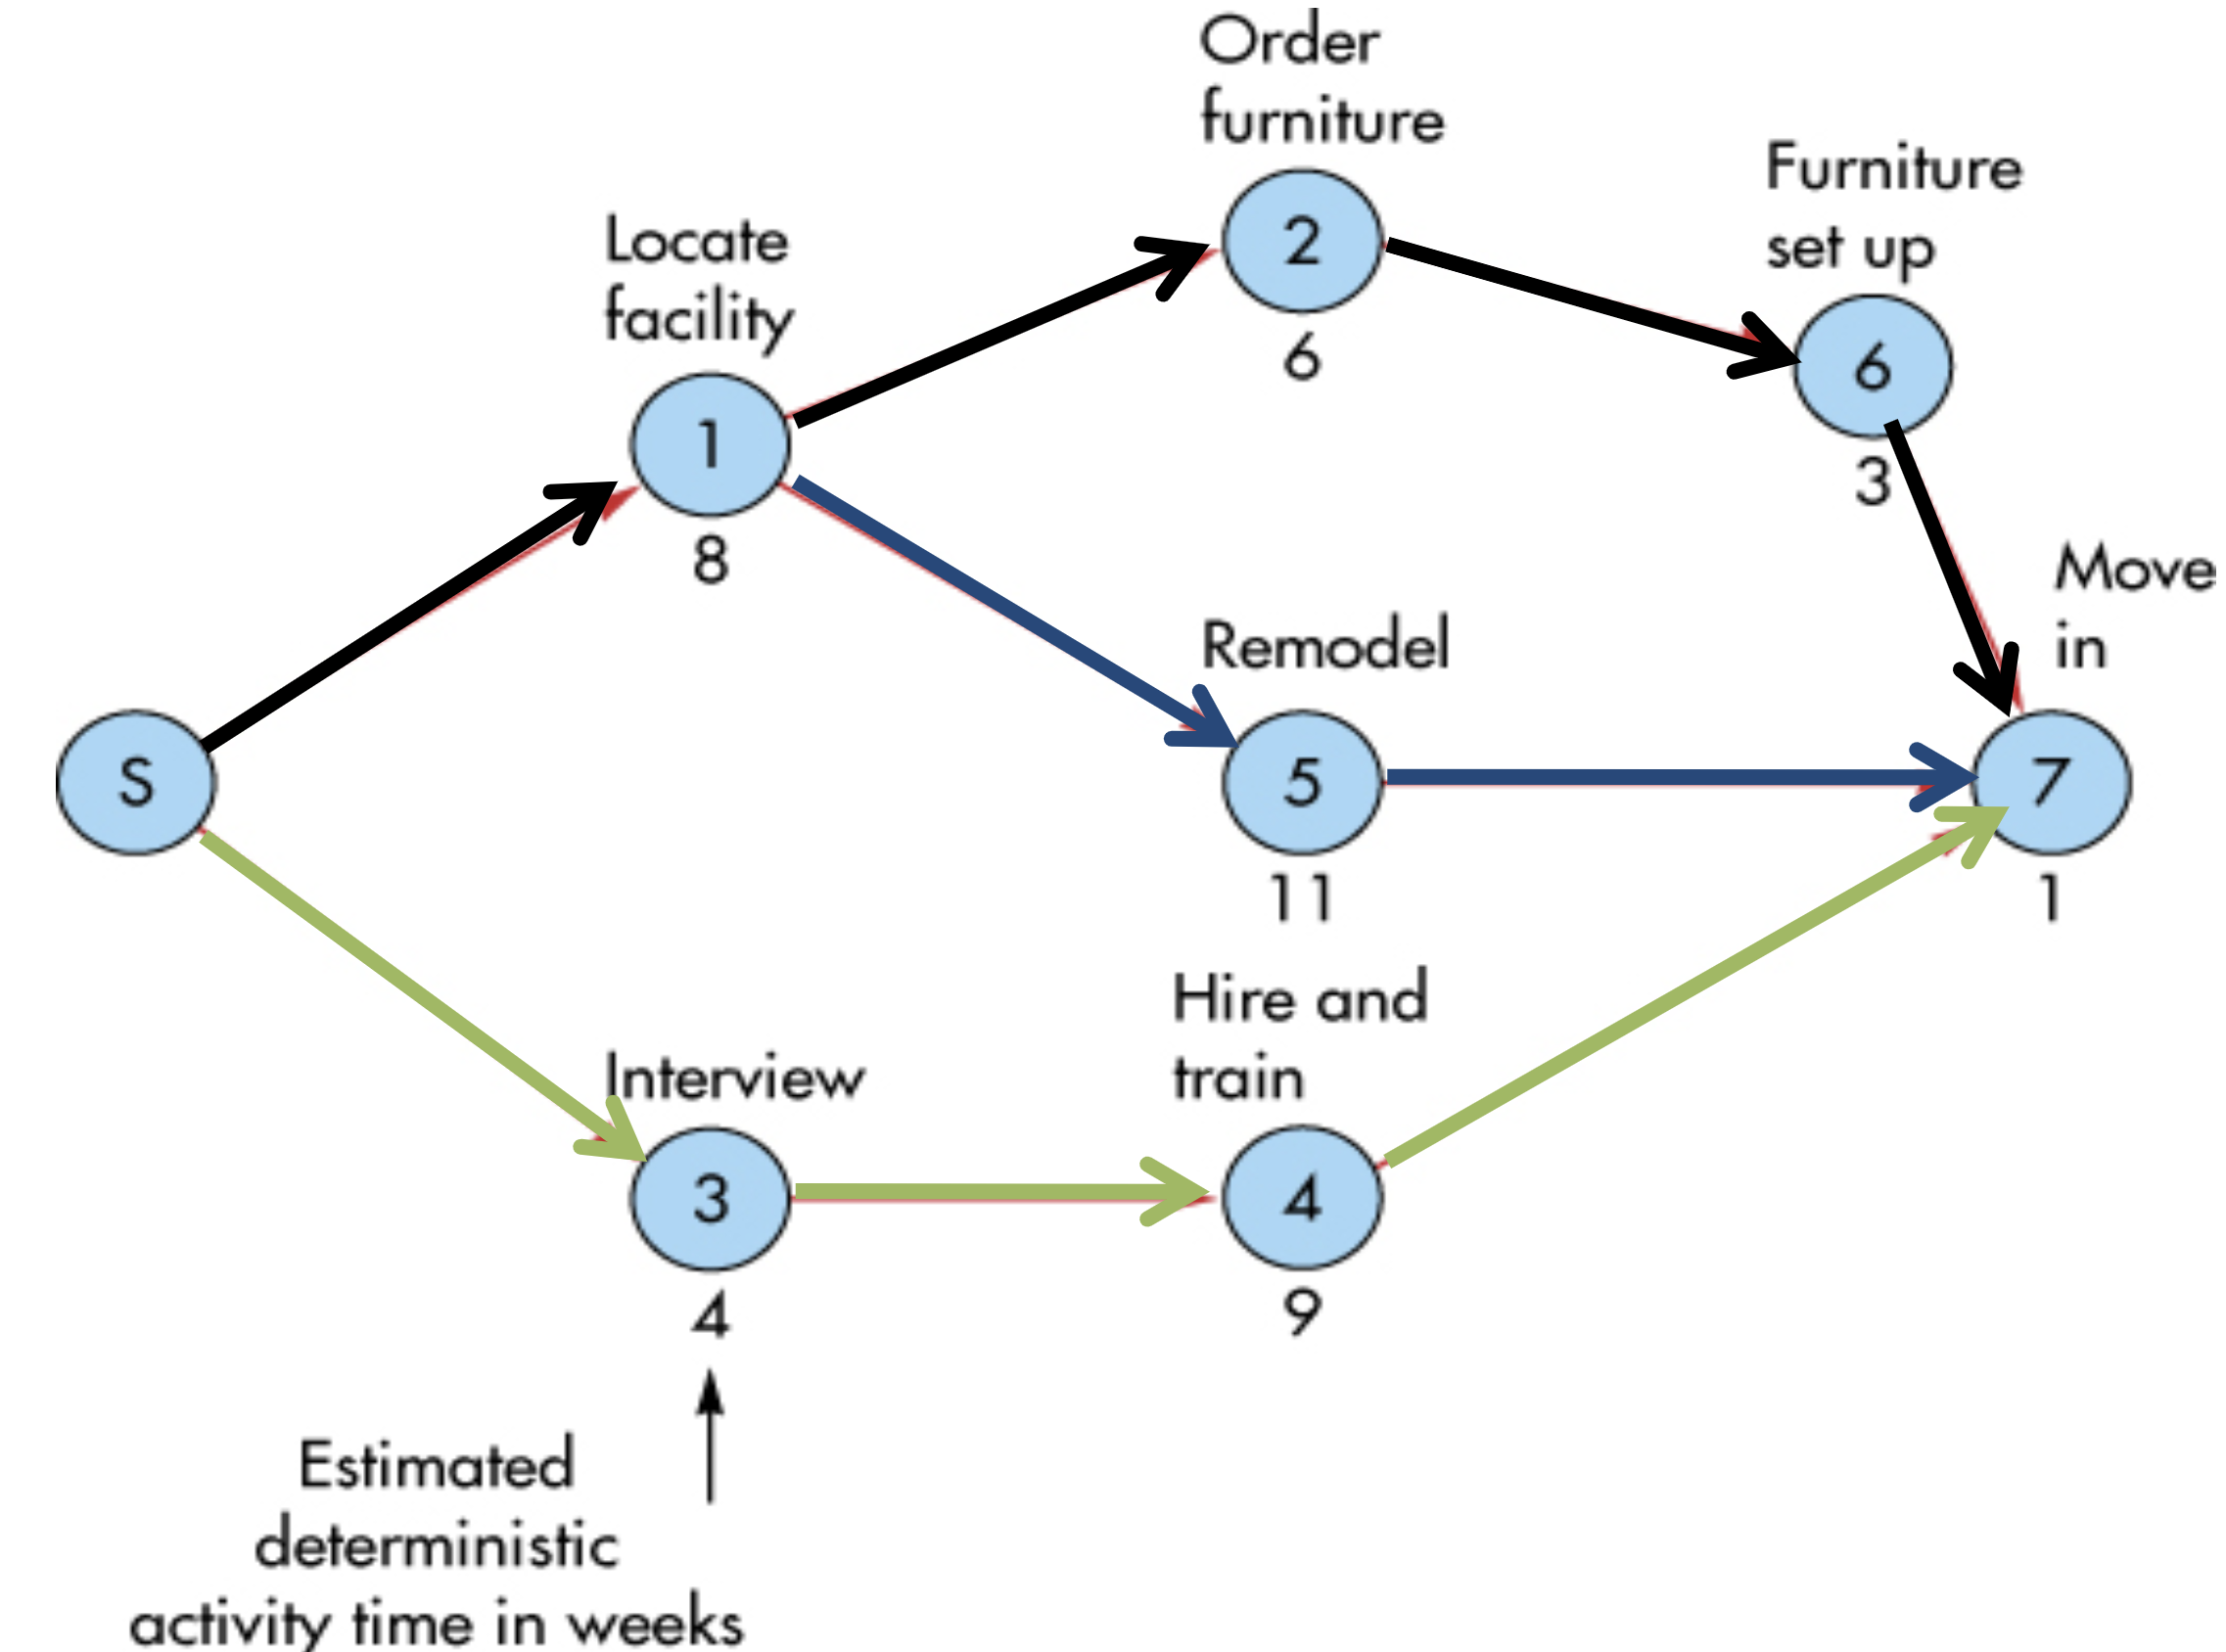 Order
furniture
2
6
Furniture
set up
6
3
Locate
facility
1
8
Move
in
7
1
Remodel
5
11
S
Interview
3
4
Hire and
train
4
9
Estimated
deterministic
activity time in weeks